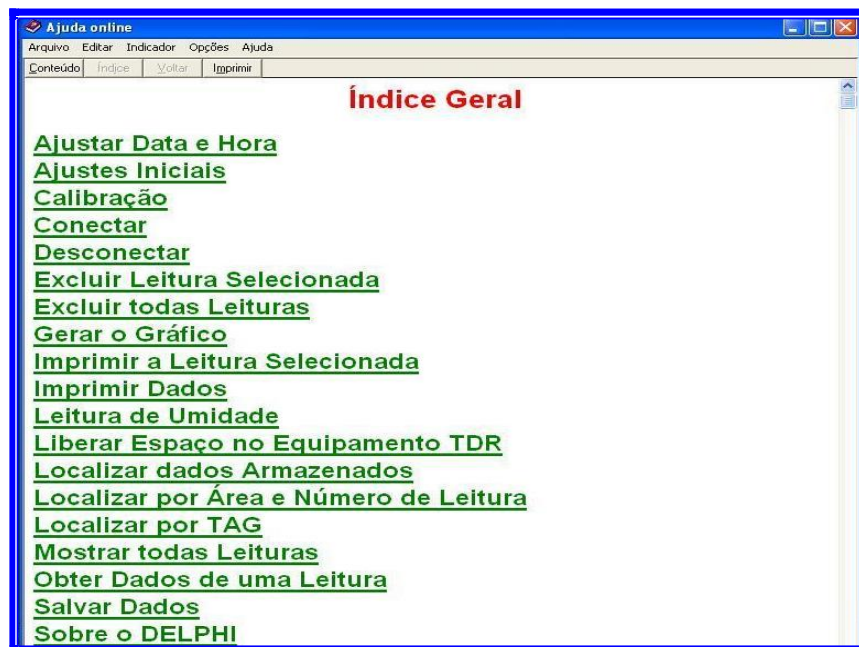 Ajuda online
Arquivo Editar Indicador Opções Ajuda
Conteúdo Índice Voltar Imprimir
Índice Geral
Ajustar Data e Hora
Ajustes Iniciais
Calibração
Conectar
Desconectar
Excluir Leitura Selecionada
Excluir todas Leituras
Gerar o Gráfico
Imprimir a Leitura Selecionada
Imprimir Dados
Leitura de Umidade
Liberar Espaço no Equipamento TDR
Localizar dados Armazenados
Localizar por Área e Número de Leitura
Localizar por TAG
Mostrar todas Leituras
Obter Dados de uma Leitura
Salvar Dados
Sobre o DELPHI